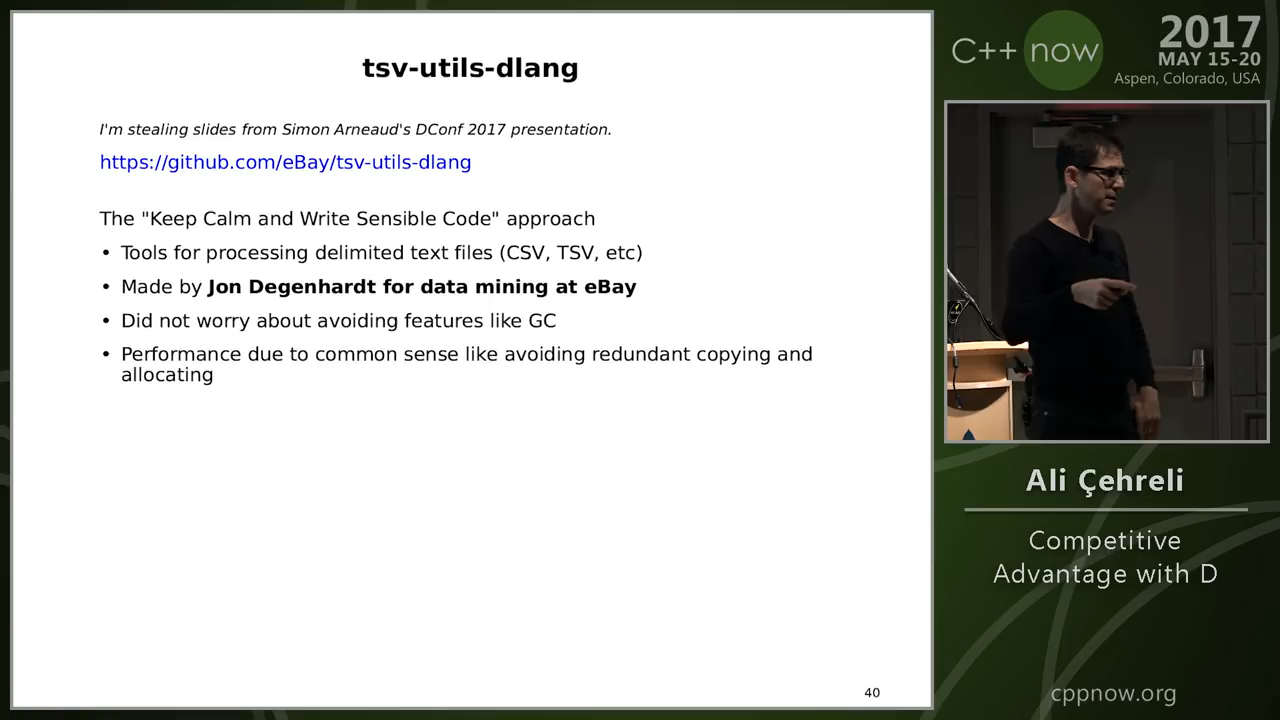 tsv-utils-dlang
I'm stealing slides from Simon Arneaud's DConf 2017 presentation.
https://github.com/eBay/tsv-utils-dlang
The "Keep Calm and Write Sensible Code" approach
• Tools for processing delimited text files (CSV, TSV, etc)
• Made by Jon Degenhardt for data mining at eBay
• Did not worry about avoiding features like GC
• Performance due to common sense like avoiding redundant copying and
allocating
40
C++ now
2017
MAY 15-20
Aspen, Colorado, USA
Ali Çehreli
Competitive
Advantage with D
cppnow.org